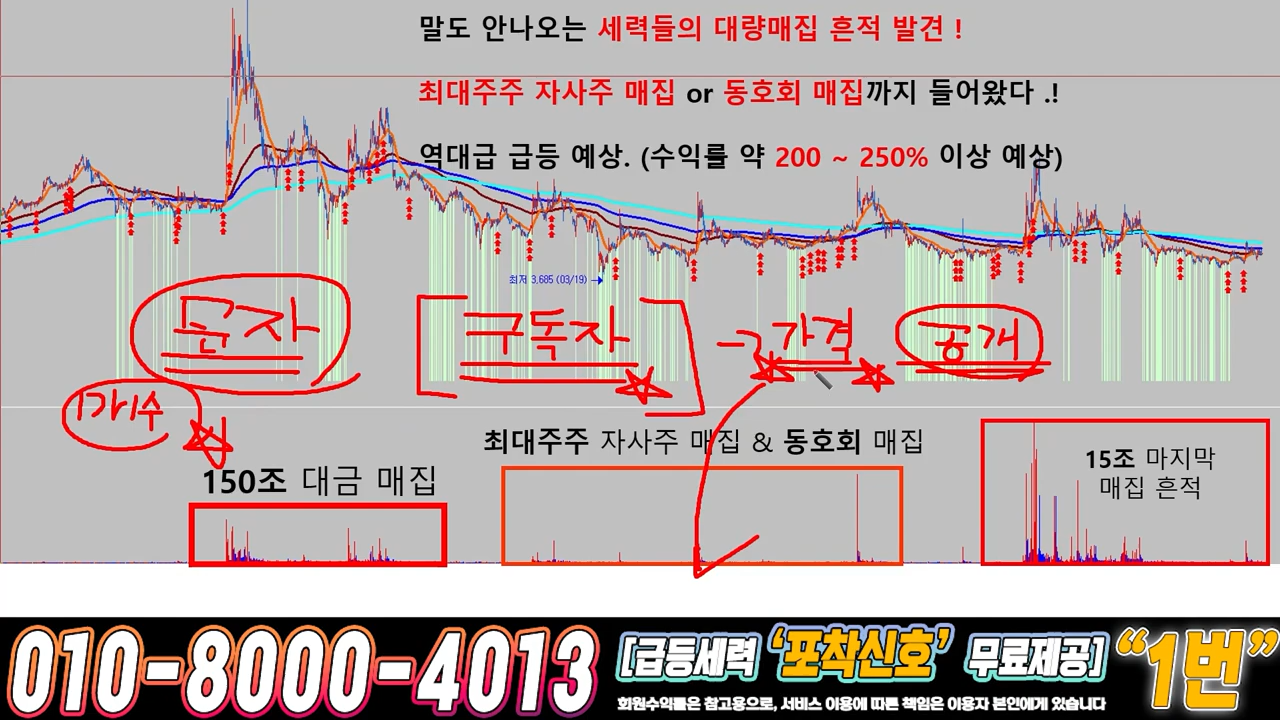 말도 안나오는 세력들의 대량매집 흔적 발견 !
최대주주 자사주 매집 or 동호회 매집까지 들어왔다 .!
역대급 급등 예상. (수익률 약 200 ~ 250% 이상 예상)
최저 3,685 (03/19)
문자
구독자
가격
공개
최대주주 자사주 매집 & 동호회 매집
150조 대금 매집
15조 마지막
매집 흔적
010-8000-4013
[급등세력 '포착신호' 무료제공] "1번"
회원수익률은 참고용으로, 서비스 이용에 따른 책임은 이용자 본인에게 있습니다